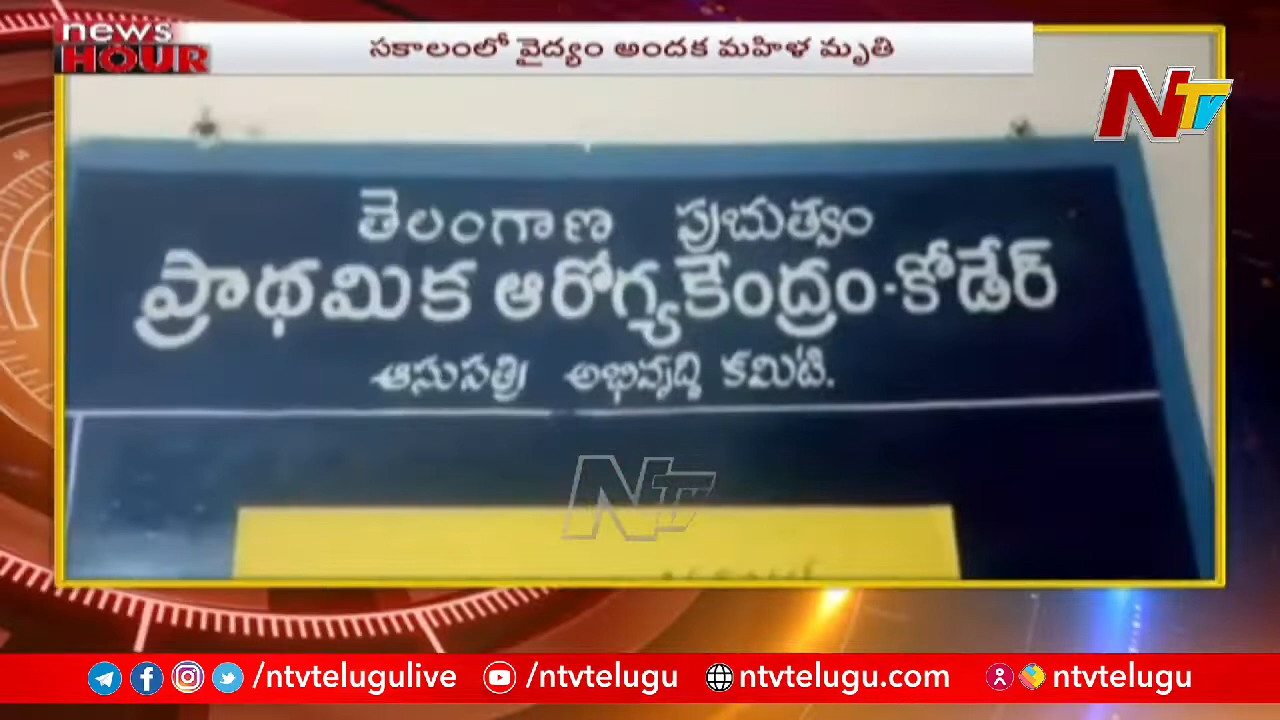 news
HOUR
సకాలంలో వైద్యం అందక మహిళ మృతి
NTV
తెలంగాణ ప్రభుత్వం
ప్రాథమిక ఆరోగ్యకేంద్రం-కోడేర్
ఆసుపత్రి అభివృద్ధి కమిటి.
NTV
/ntvtelugulive
/ntvtelugu
ntvtelugu.com
ntvtelugu